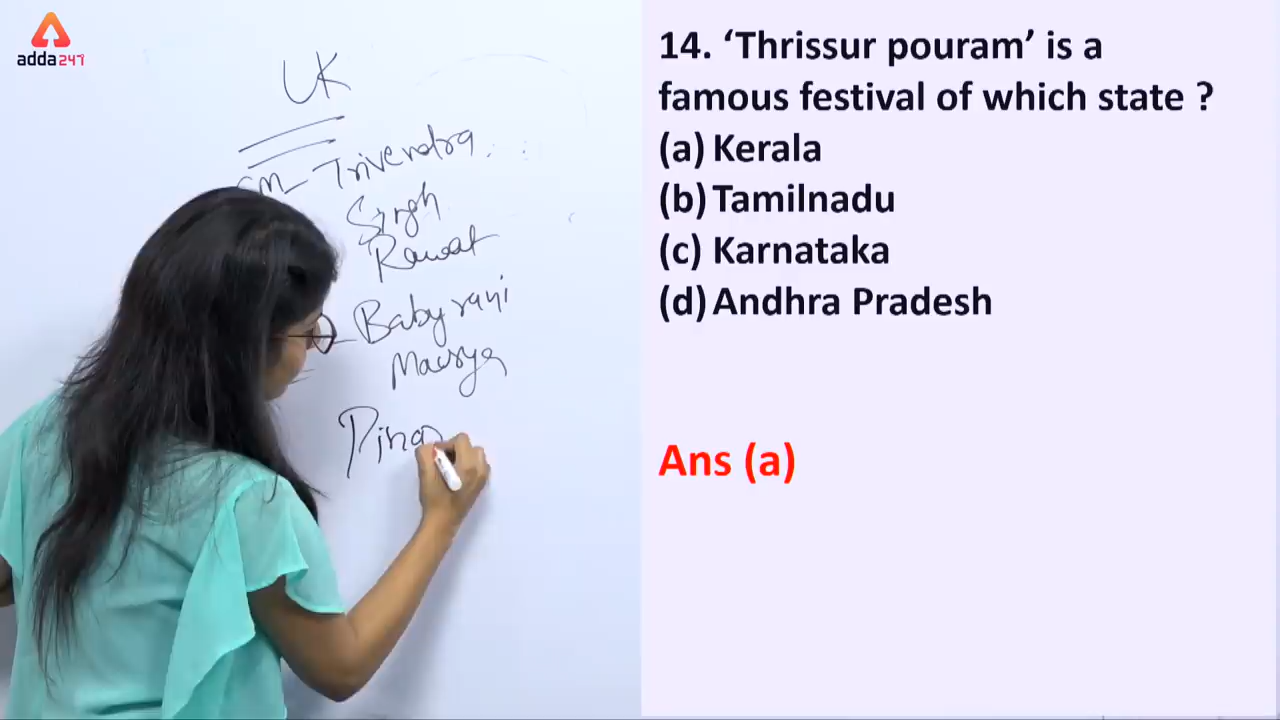 adda247
UK
CM- Trivendra
Singh
Rawat
- Baby rani
Maurya
Pina
14. ‘Thrissur pouram’ is a
famous festival of which state ?
(a) Kerala
(b) Tamilnadu
(c) Karnataka
(d) Andhra Pradesh
Ans (a)